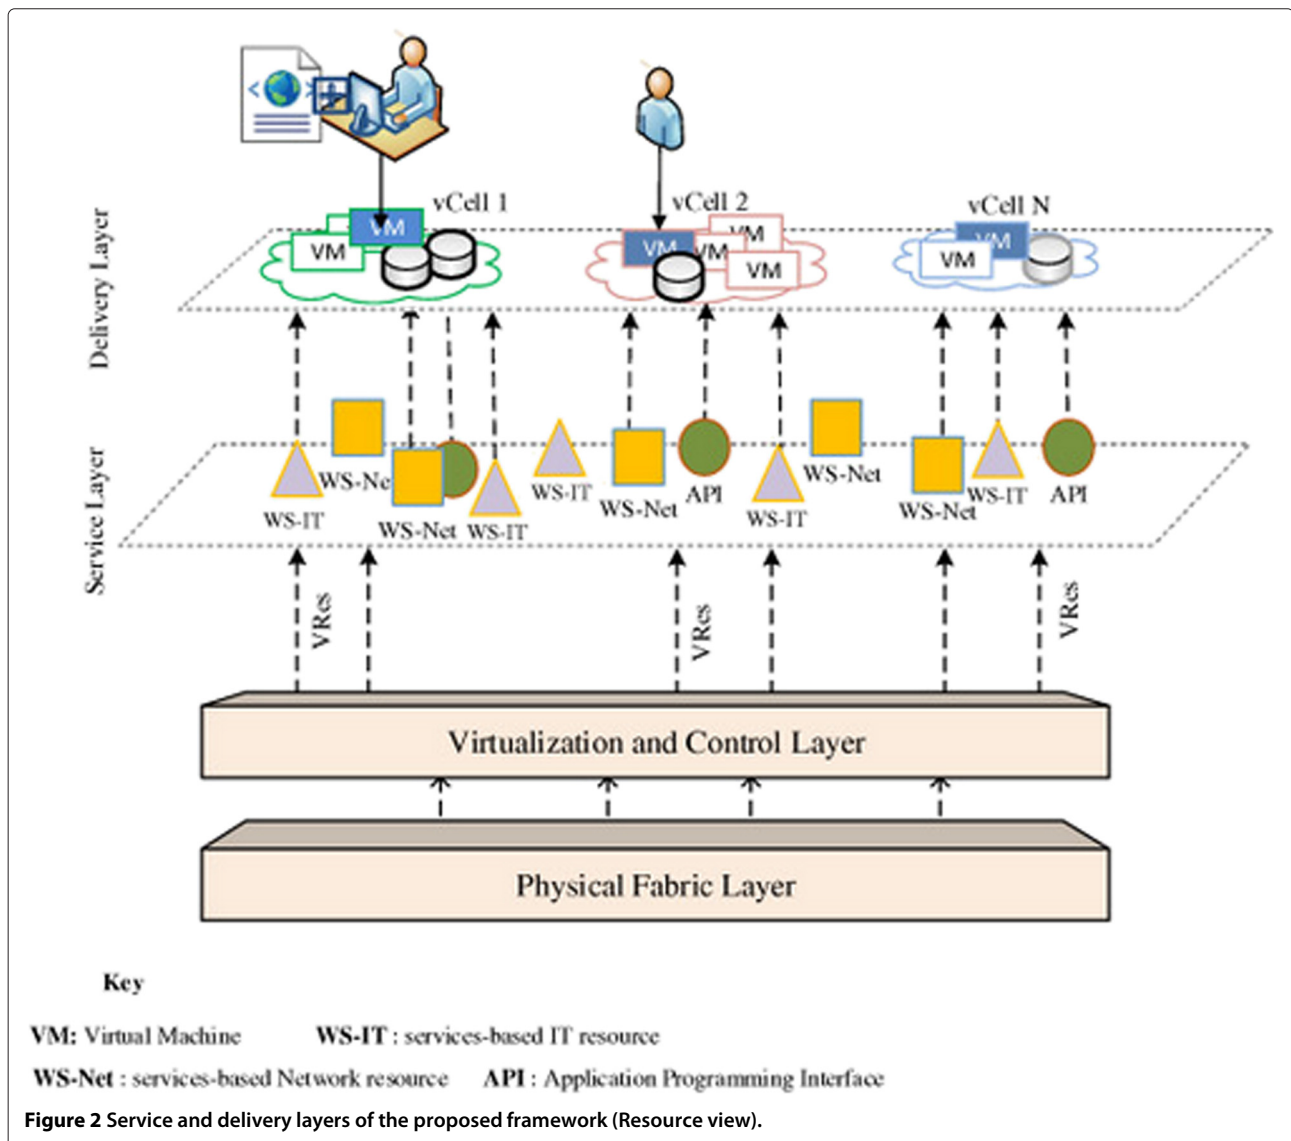 vCell 1
vCell 2
vCell N
VM
VM
VM
VM
VM
VM
VM
VM
Delivery Layer
WS-IT
WS-Net
WS-Net
WS-IT
WS-IT
WS-Net
API
WS-IT
WS-Net
WS-Net
WS-IT
API
Service Layer
VRes
VRes
VRes
Virtualization and Control Layer
Physical Fabric Layer
Key
VM: Virtual Machine WS-IT : services-based IT resource
WS-Net : services-based Network resource API : Application Programming Interface
Figure 2 Service and delivery layers of the proposed framework (Resource view).